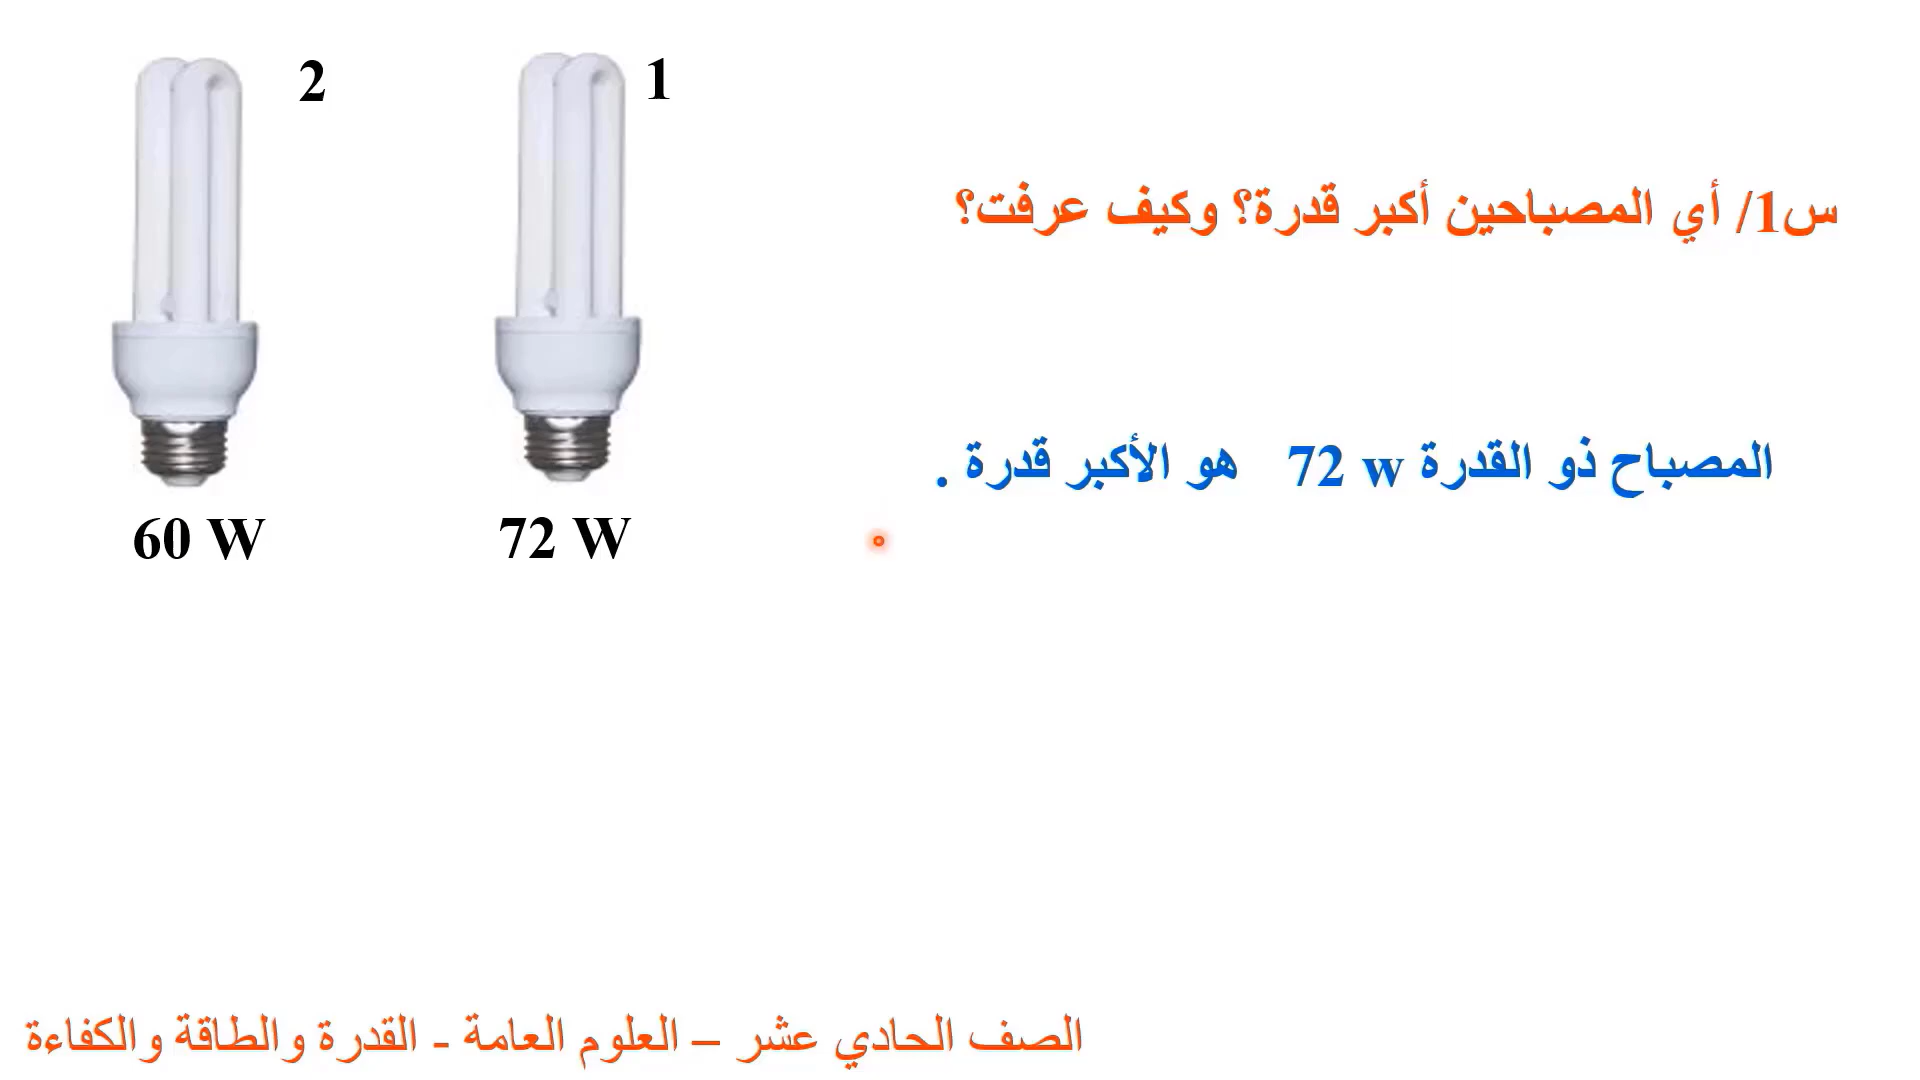 2
1
س1/ أي المصباحين أكبر قدرة؟ وكيف عرفت؟
المصباح ذو القدرة 72 w هو الأكبر قدرة .
60 W
72 W
الصف الحادي عشر – العلوم العامة - القدرة والطاقة والكفاءة